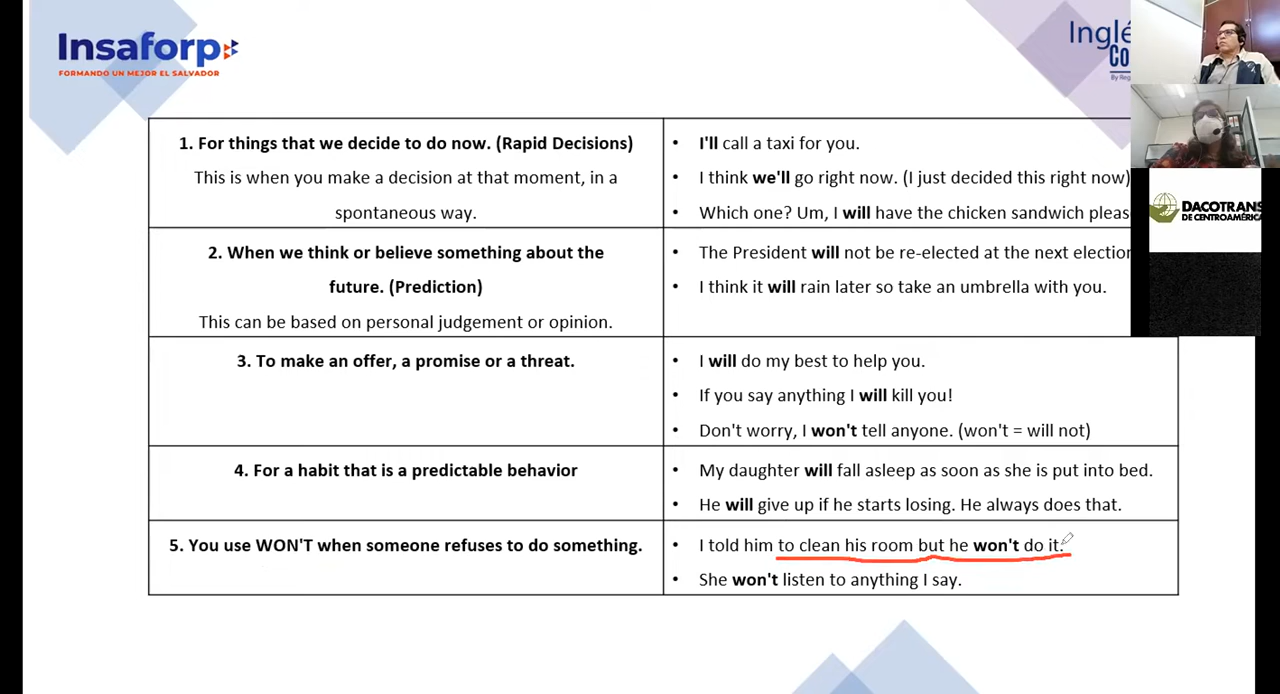 Insaforp
FORMANDO UN MEJOR EL SALVADOR
Inglé
CO
By Reg
DACOTRANS
DE CENTROAMÉRICA
1. For things that we decide to do now. (Rapid Decisions)
This is when you make a decision at that moment, in a
spontaneous way.
• I'll call a taxi for you.
• I think we'll go right now. (I just decided this right now)
• Which one? Um, I will have the chicken sandwich pleas
2. When we think or believe something about the
future. (Prediction)
This can be based on personal judgement or opinion.
• The President will not be re-elected at the next election
• I think it will rain later so take an umbrella with you.
3. To make an offer, a promise or a threat.
• I will do my best to help you.
• If you say anything I will kill you!
• Don't worry, I won't tell anyone. (won't = will not)
4. For a habit that is a predictable behavior
• My daughter will fall asleep as soon as she is put into bed.
• He will give up if he starts losing. He always does that.
5. You use WON'T when someone refuses to do something.
• I told him to clean his room but he won't do it.
• She won't listen to anything I say.